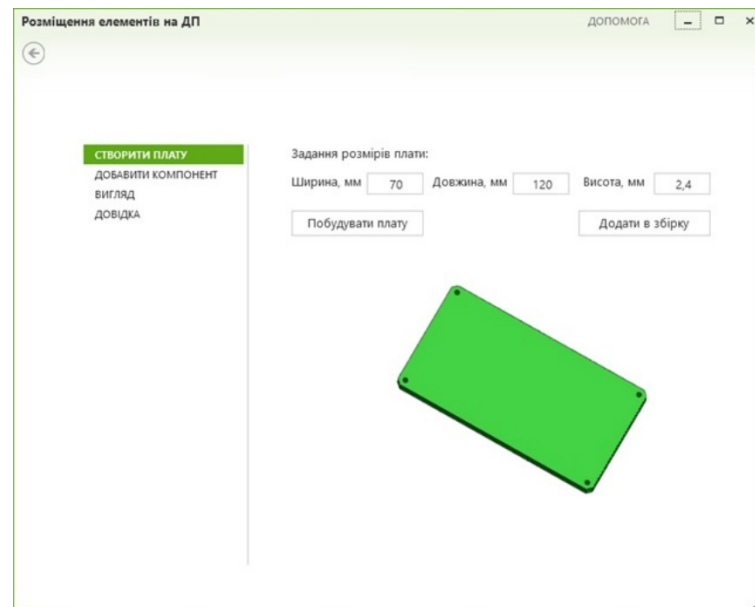 Розміщення елементів на ДП ДОПОМОГА
СТВОРИТИ ПЛАТУ
ДОБАВИТИ КОМПОНЕНТ
ВИГЛЯД
ДОВІДКА
Задання розмірів плати:
Ширина, мм 70 Довжина, мм 120 Висота, мм 2,4
Побудувати плату Додати в збірку